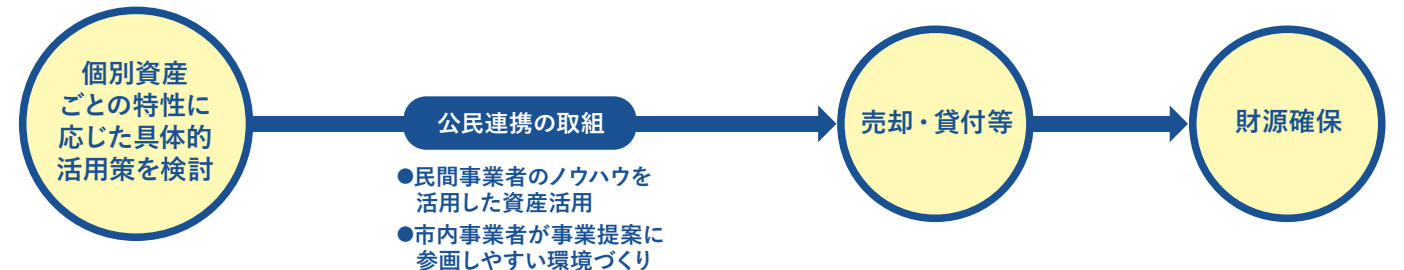 個別資産
ごとの特性に
応じた具体的
活用策を検討
公民連携の取組
●民間事業者のノウハウを
活用した資産活用
●市内事業者が事業提案に
参画しやすい環境づくり
売却・貸付等
財源確保